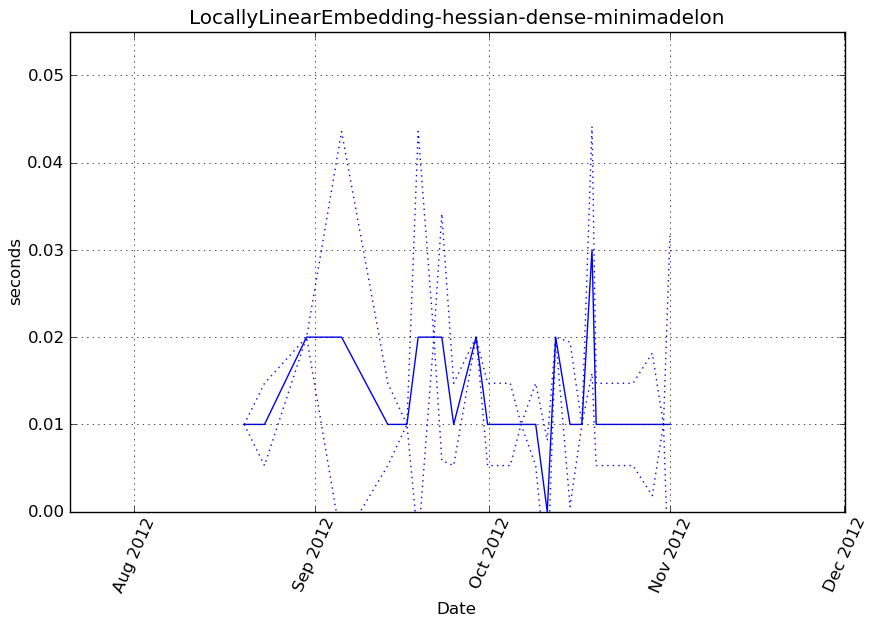 LocallyLinearEmbedding-hessian-dense-minimadelon
0.05
0.04
0.03
0.02
0.01
0.00
seconds
Aug 2012
Sep 2012
Oct 2012
Nov 2012
Dec 2012
Date